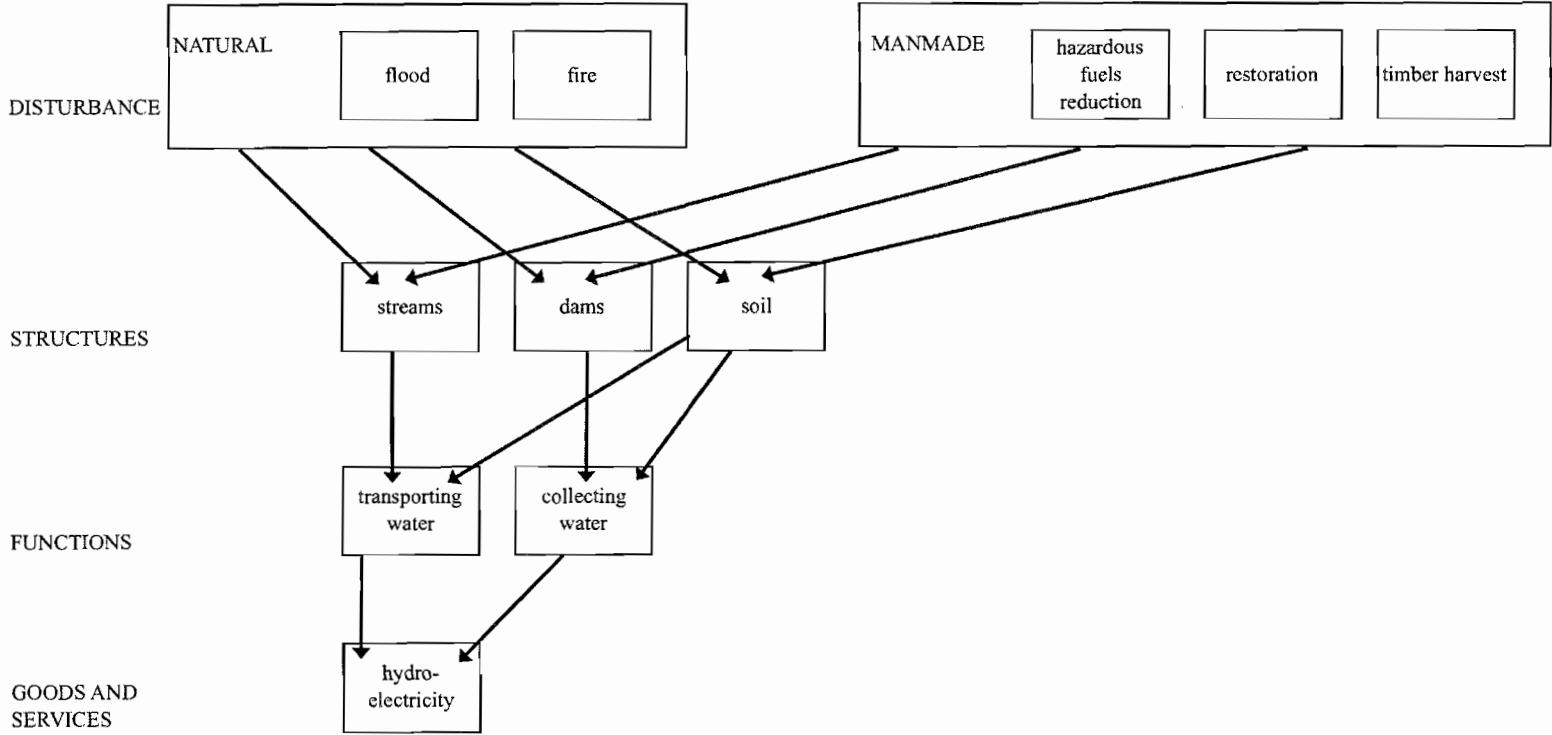 NATURAL
flood
fire
MANMADE
hazardous
fuels
reduction
restoration
timber harvest
DISTURBANCE
streams
dams
soil
STRUCTURES
transporting
water
collecting
water
FUNCTIONS
hydro-
electricity
GOODS AND
SERVICES